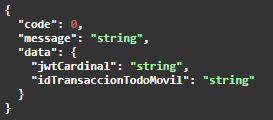 {
  "code": 0,
  "message": "string",
  "data": {
    "jwtCardinal": "string",
    "idTransaccionTodoMovil": "string"
  }
}